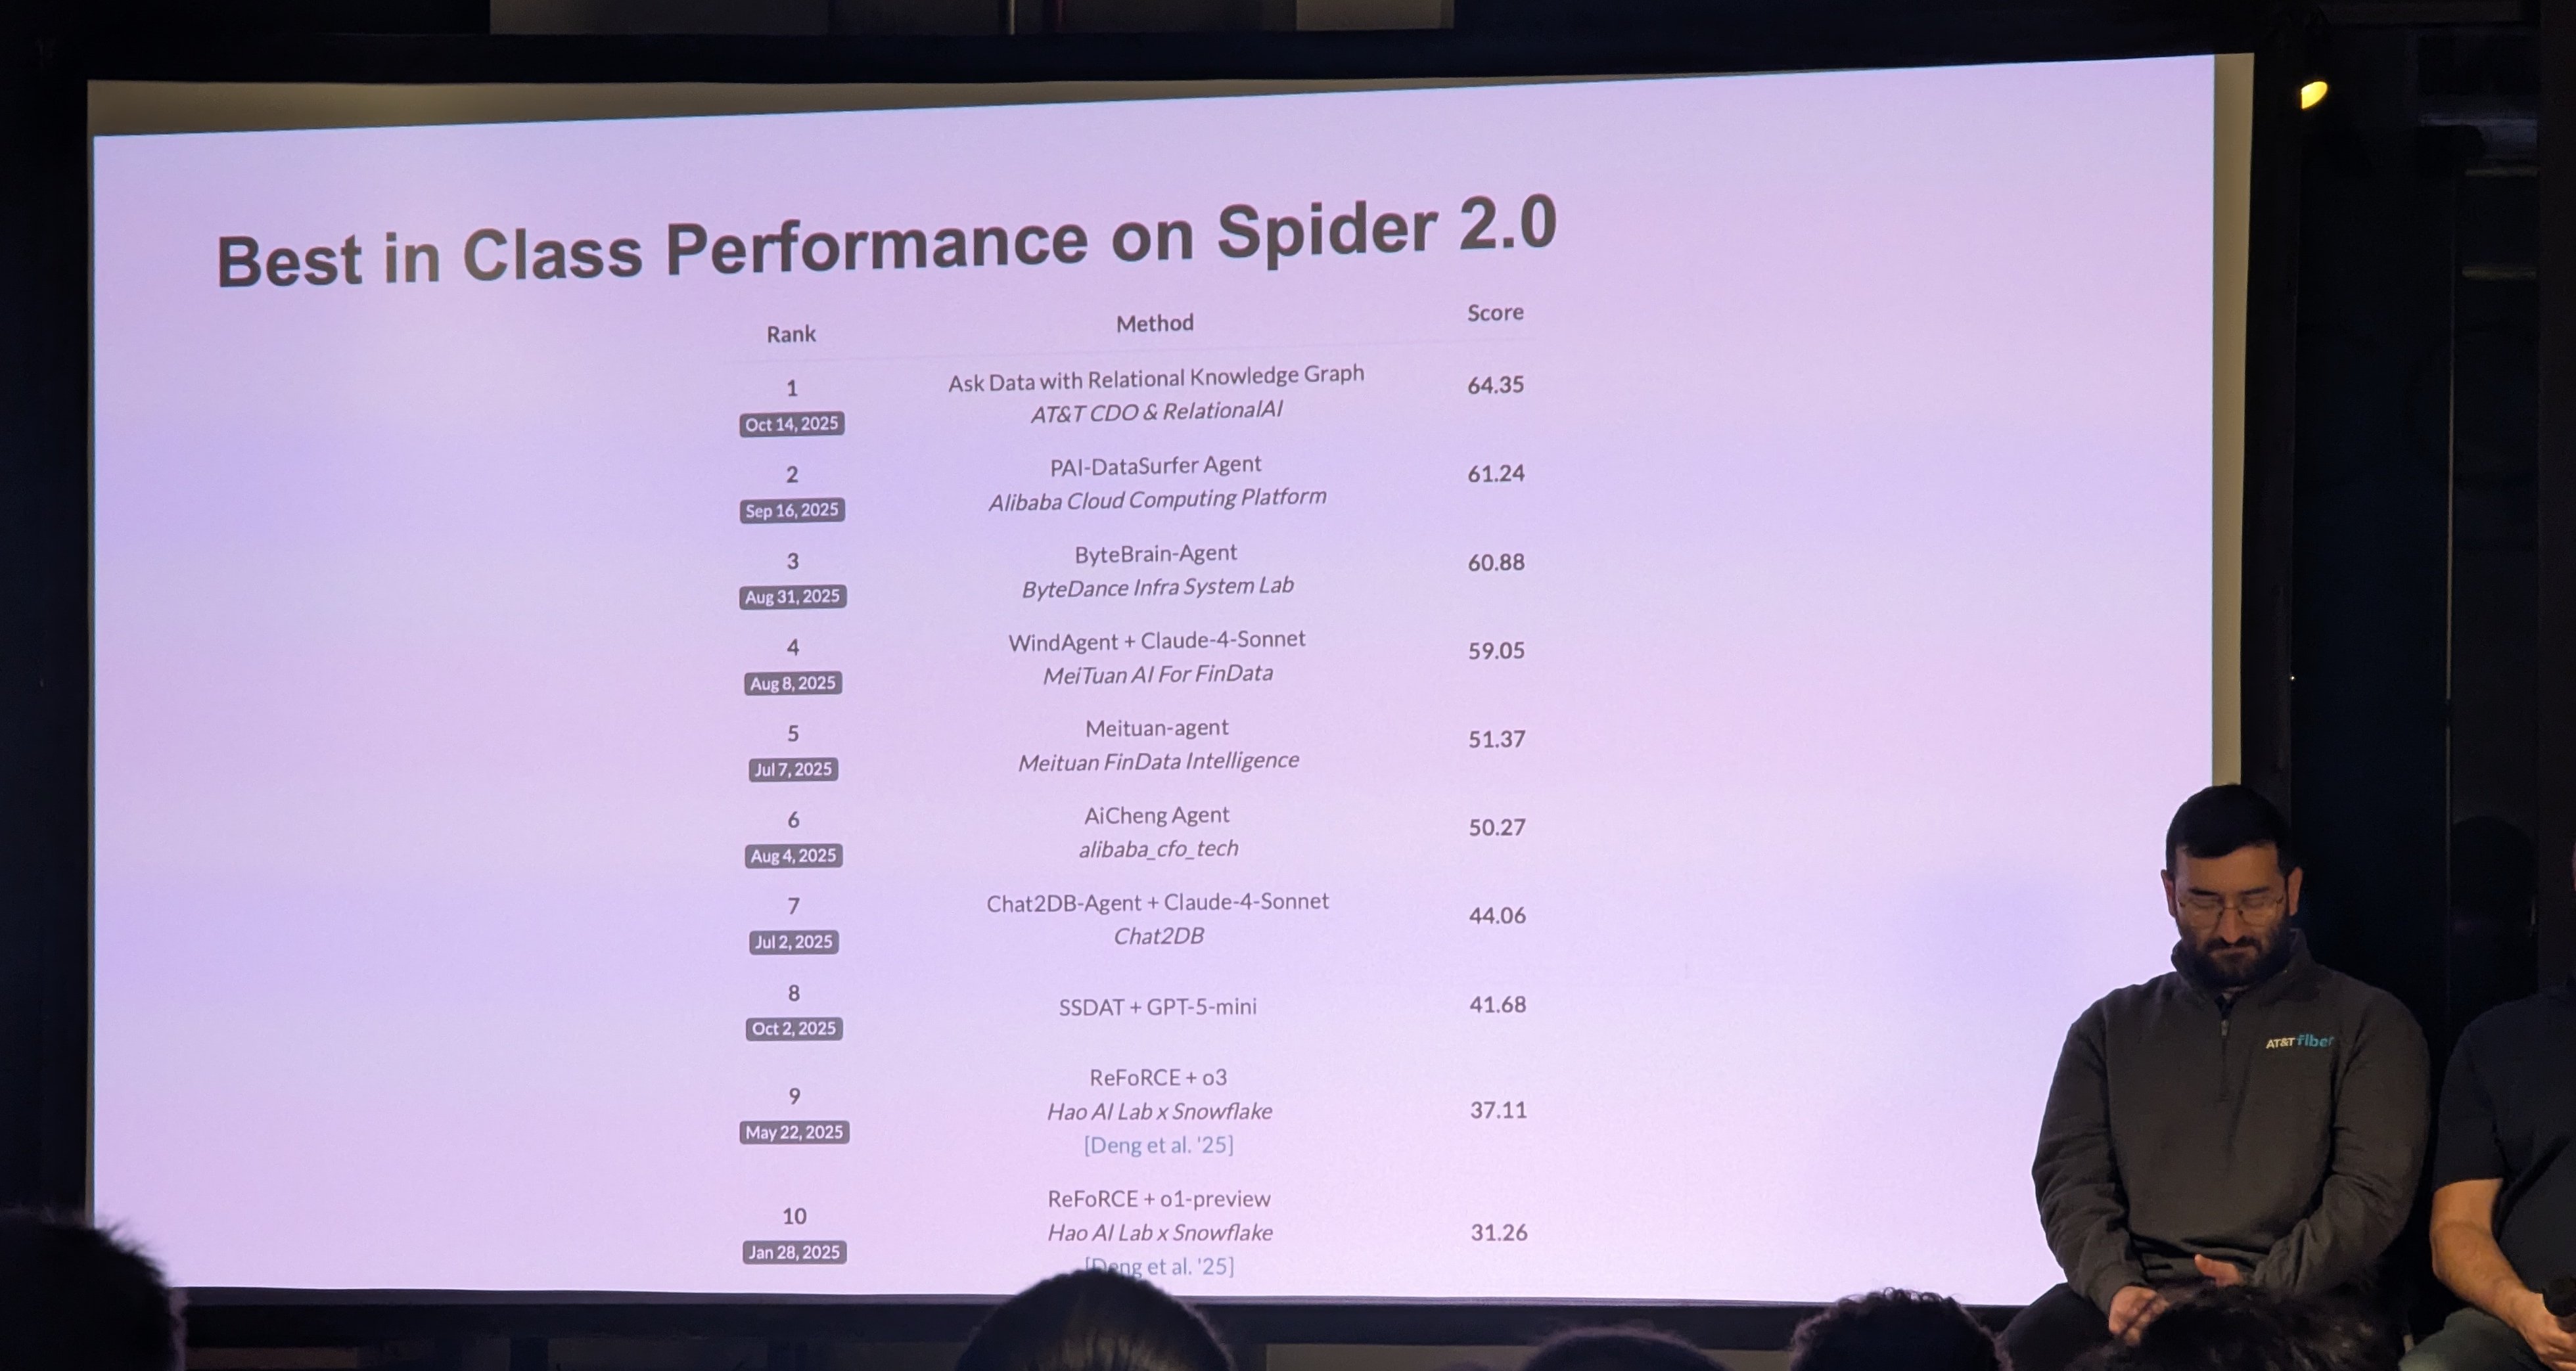 Best in Class Performance on Spider 2.0
Rank Method Score
1 Ask Data with Relational Knowledge Graph 64.35
Oct 14, 2025 AT&T CDO & RelationalAI
2 PAI-DataSurfer Agent 61.24
Sep 16, 2025 Alibaba Cloud Computing Platform
3 ByteBrain-Agent 60.88
Aug 31, 2025 ByteDance Infra System Lab
4 WindAgent + Claude-4-Sonnet 59.05
Aug 8, 2025 MeiTuan AI For FinData
5 Meituan-agent 51.37
Jul 7, 2025 Meituan FinData Intelligence
6 AiCheng Agent 50.27
Aug 4, 2025 alibaba_cfo_tech
7 Chat2DB-Agent + Claude-4-Sonnet 44.06
Jul 2, 2025 Chat2DB
8 SSDAT + GPT-5-mini 41.68
Oct 2, 2025
9 ReFoRCE + o3 37.11
May 22, 2025 Hao AI Lab x Snowflake
[Deng et al. '25]
10 ReFoRCE + o1-preview 31.26
Jan 28, 2025 Hao AI Lab x Snowflake
[Deng et al. '25]
AT&T fiber